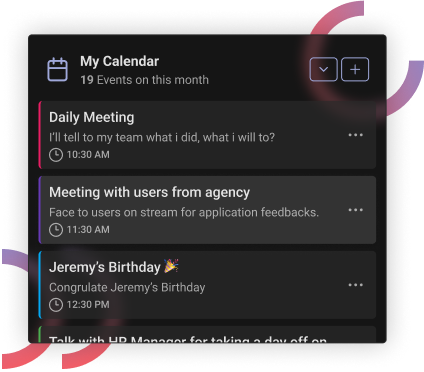 My Calendar
19 Events on this month
Daily Meeting
I'll tell to my team what i did, what i will to?
10:30 AM
Meeting with users from agency
Face to users on stream for application feedbacks.
11:30 AM
Jeremy's Birthday 🎉
Congrulate Jeremy's Birthday
12:30 PM
Talk with HR Manager for taking a day off on